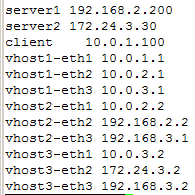 server1 192.168.2.200
server2 172.24.3.30
client 10.0.1.100
vhost1-eth1 10.0.1.1
vhost1-eth2 10.0.2.1
vhost1-eth3 10.0.3.1
vhost2-eth1 10.0.2.2
vhost2-eth2 192.168.2.2
vhost2-eth3 192.168.3.1
vhost3-eth1 10.0.3.2
vhost3-eth2 172.24.3.2
vhost3-eth3 192.168.3.2